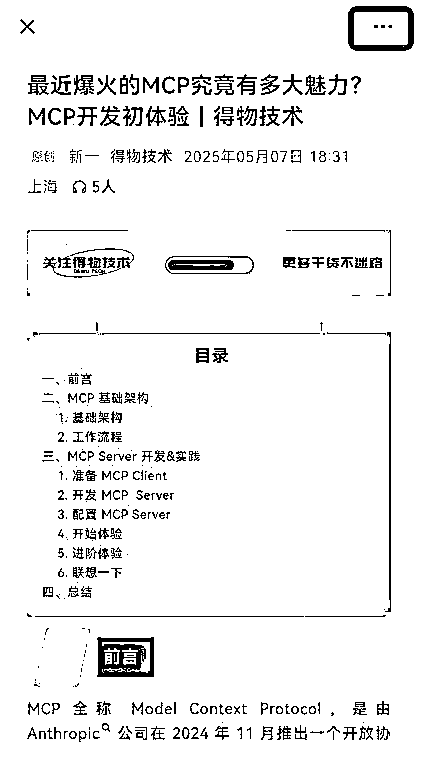 最近爆火的MCP究竟有多大魅力?
MCP开发初体验｜得物技术
原创 新一 得物技术 2025年05月07日 18:31
上海 5人
关注得物技术 更多干货不迷路
目录
一、前言
二、MCP 基础架构
1. 基础架构
2. 工作流程
三、MCP Server 开发&实践
1. 准备 MCP Client
2. 开发 MCP Server
3. 配置 MCP Server
4. 开始体验
5. 进阶体验
6. 联想一下
四、总结
前言
MCP 全称 Model Context Protocol，是由
Anthropic 公司在 2024 年 11 月推出一个开放协